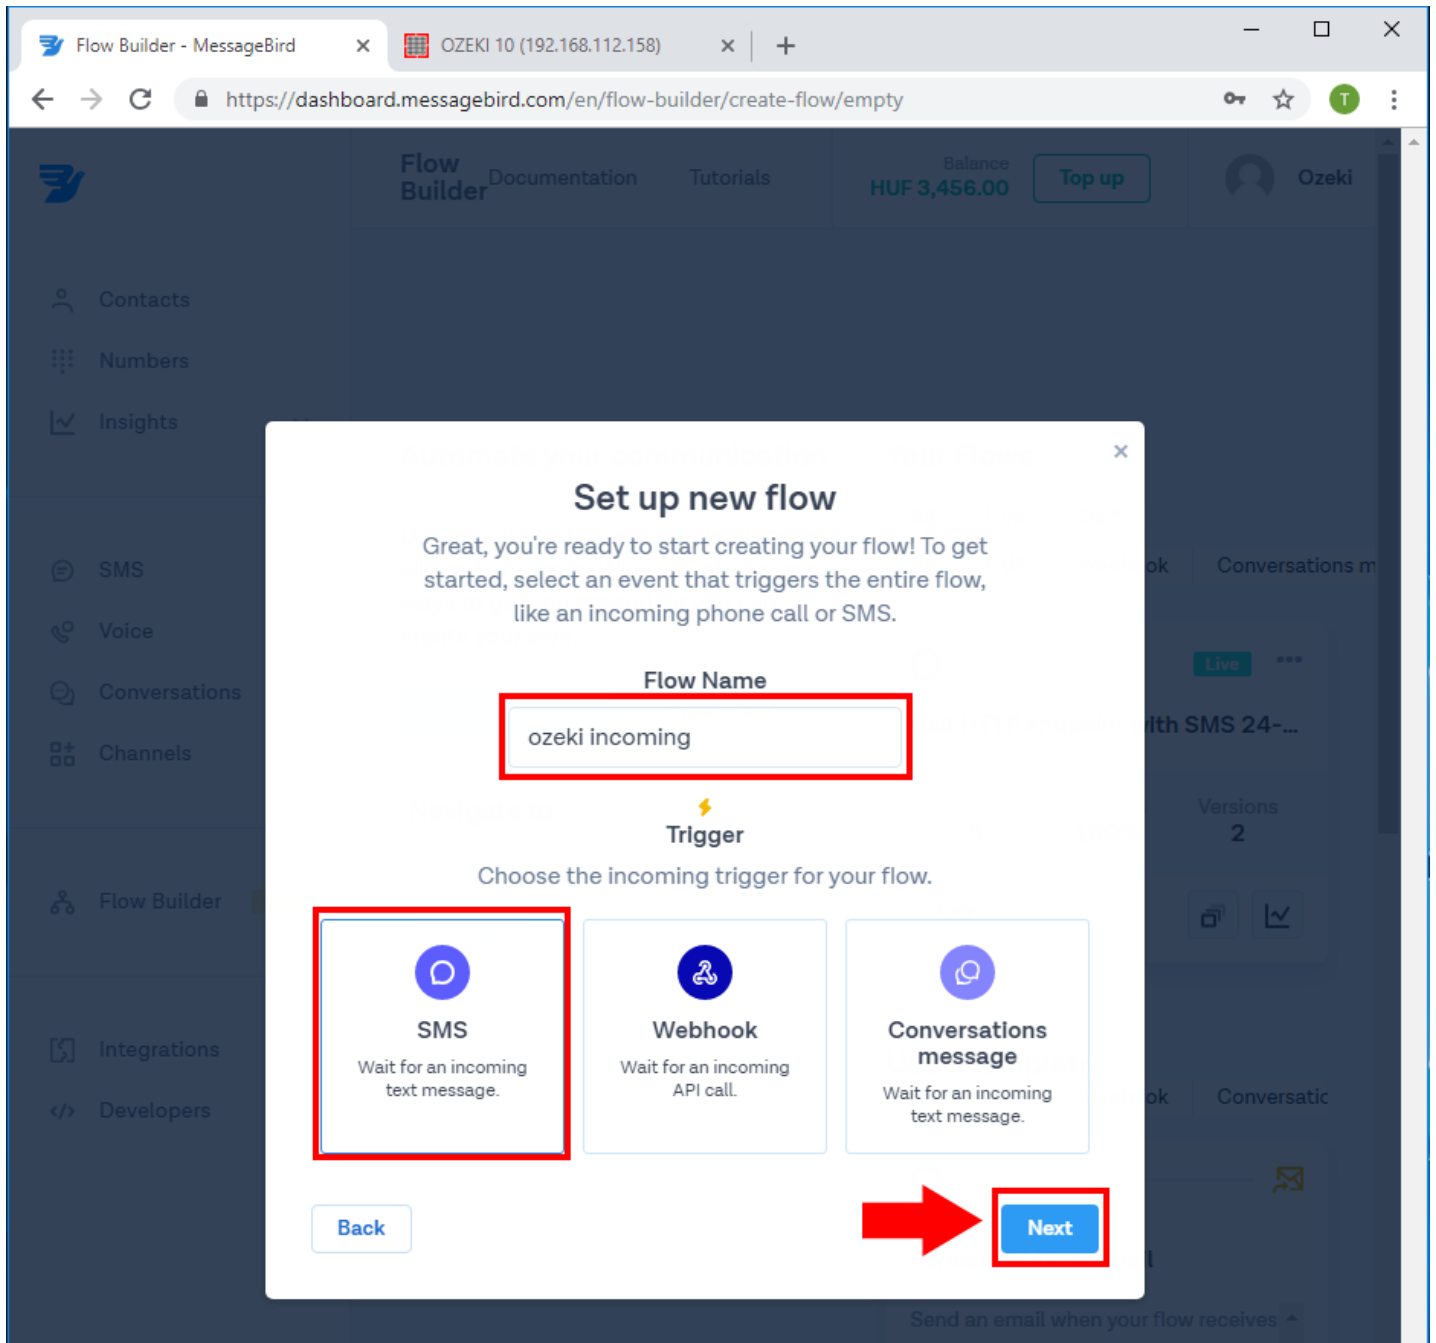 Flow Builder - MessageBird
OZEKI 10 (192.168.112.158)
https://dashboard.messagebird.com/en/flow-builder/create-flow/empty
T
Flow Builder
Documentation
Tutorials
Balance
HUF 3,456.00
Top up
Ozeki
Contacts
Numbers
Insights
SMS
Voice
Conversations
Channels
Flow Builder
Integrations
Developers
Set up new flow
Great, you're ready to start creating your flow! To get
started, select an event that triggers the entire flow,
like an incoming phone call or SMS.
Flow Name
ozeki incoming
Trigger
Choose the incoming trigger for your flow.
SMS
Wait for an incoming
text message.
Webhook
Wait for an incoming
API call.
Conversations
message
Wait for an incoming
text message.
Back
Next
ok
Conversations m
Live
with SMS 24-...
Versions
2
ok
Conversatic
Send an email when your flow receives